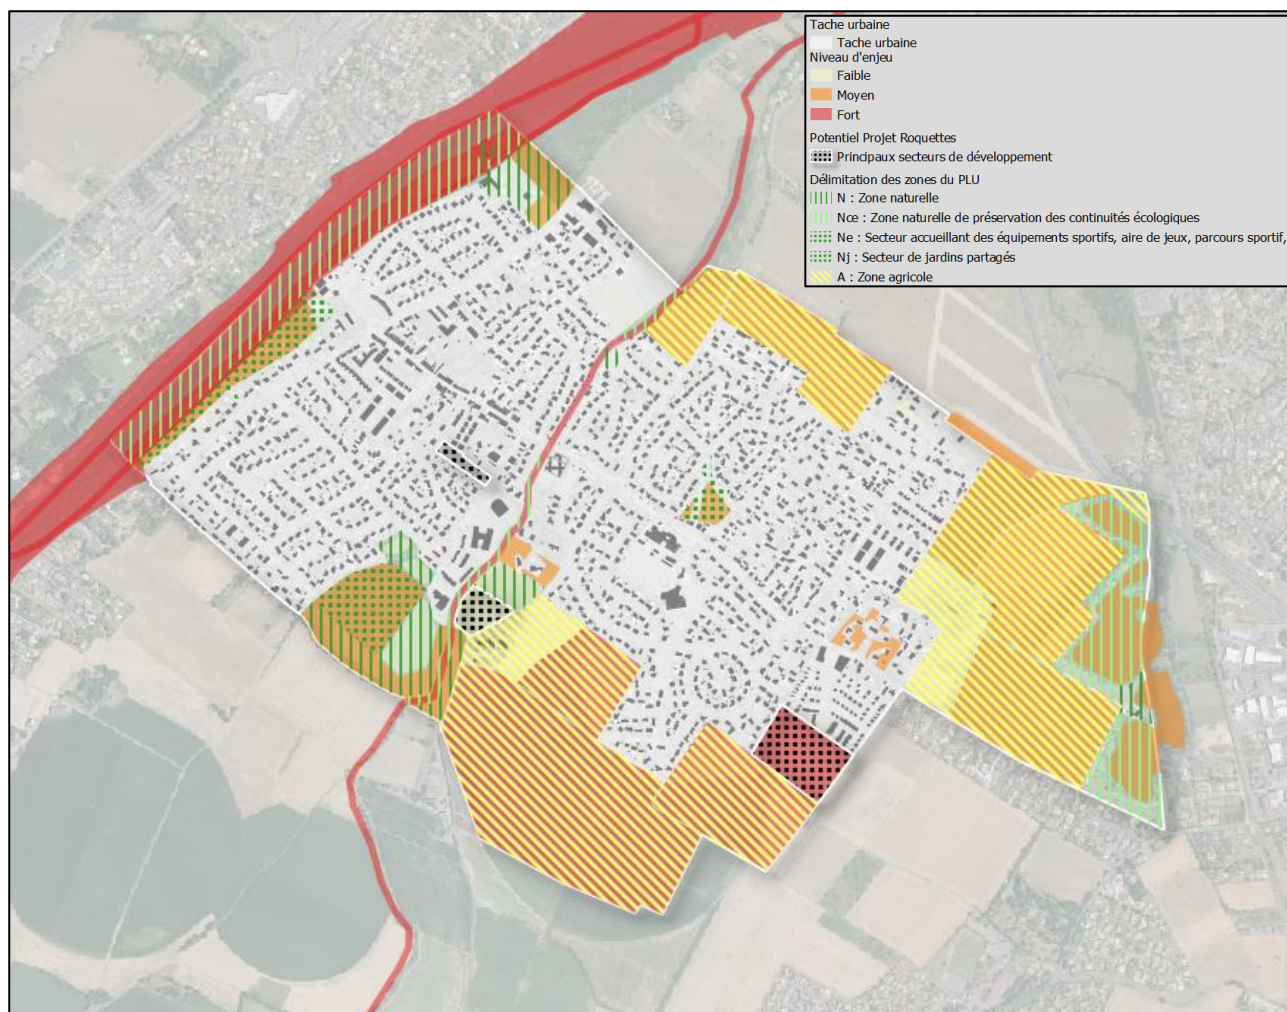 Tache urbaine
Tache urbaine
Niveau d'enjeu
Faible
Moyen
Fort
Potentiel Projet Roquettes
Principaux secteurs de développement
Délimitation des zones du PLU
N : Zone naturelle
Nce : Zone naturelle de préservation des continuités écologiques
Ne : Secteur accueillant des équipements sportifs, aire de jeux, parcours sportif,
Nj : Secteur de jardins partagés
A : Zone agricole